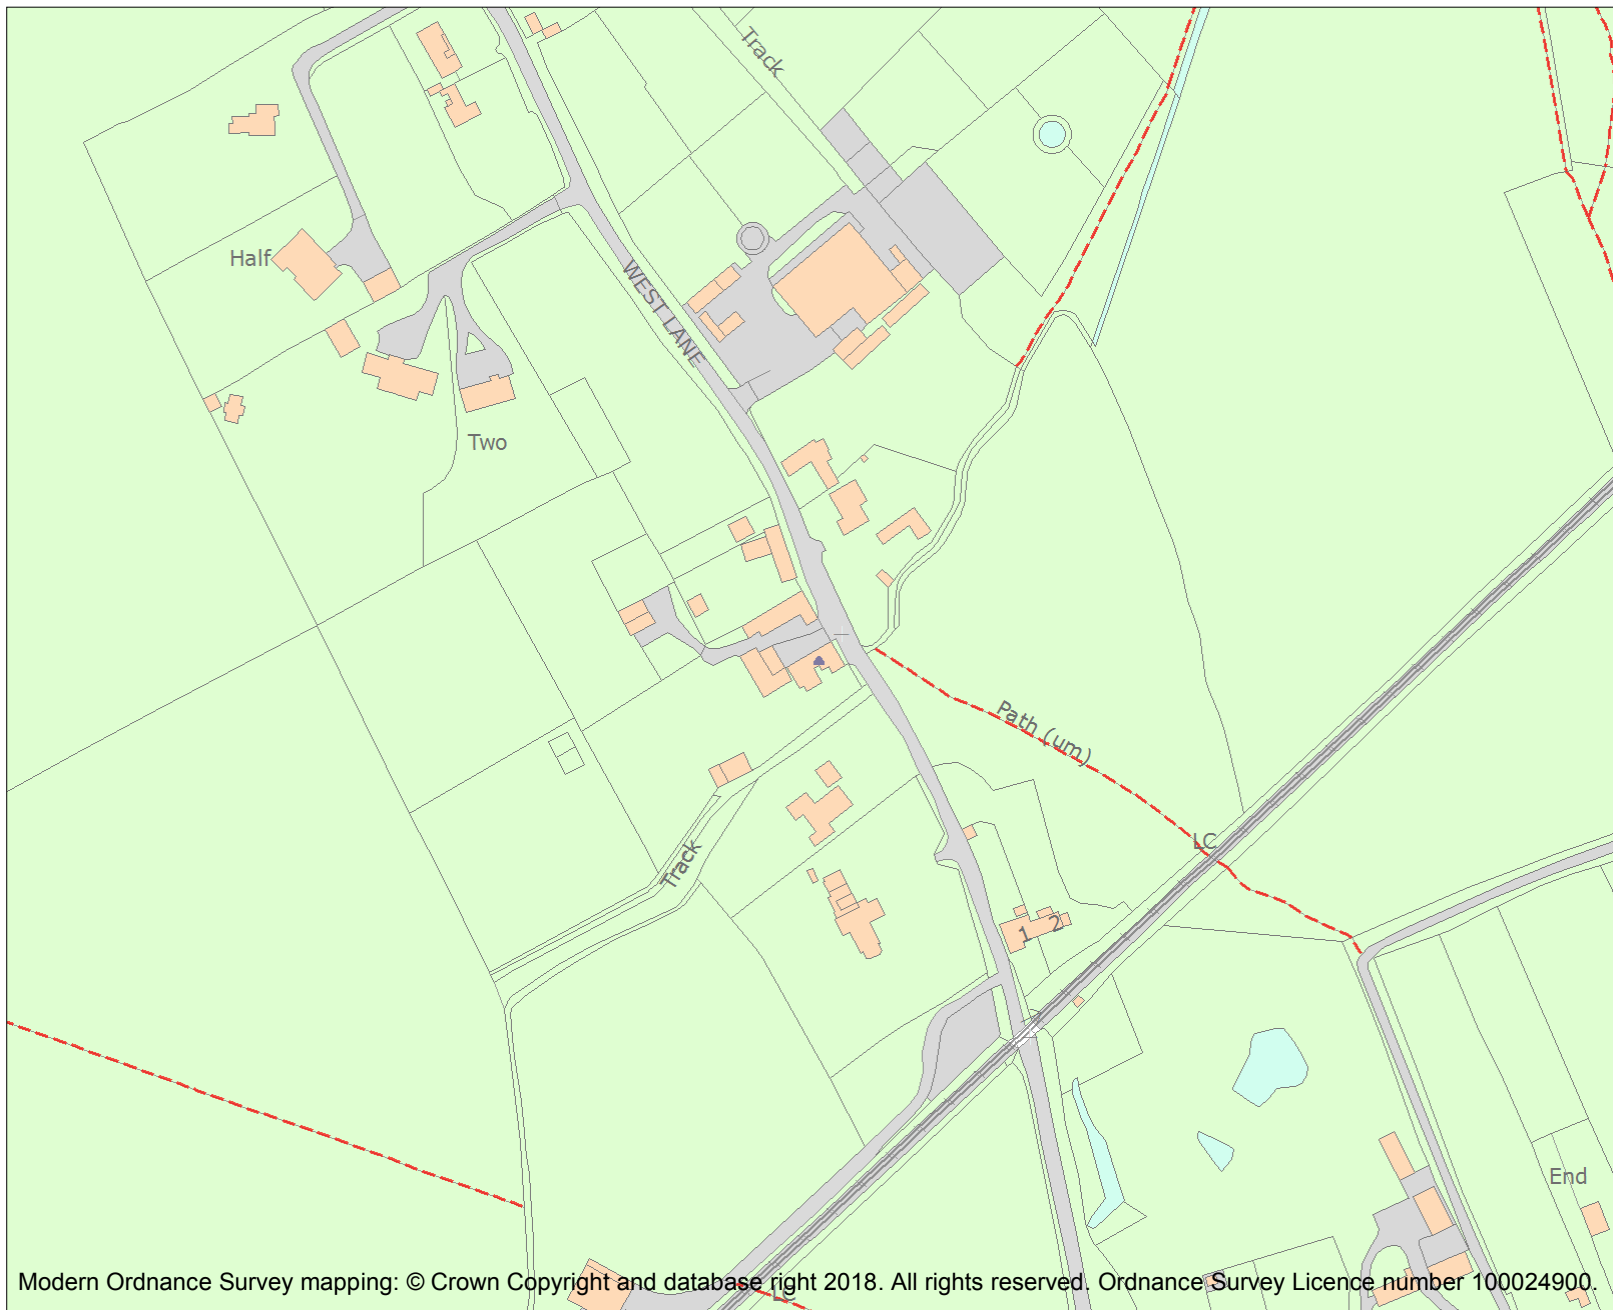 Track
Half
WEST LANE
Two
Path (um)
LC
Track
1
2
End
Modern Ordnance Survey mapping: © Crown Copyright and database right 2018. All rights reserved. Ordnance Survey Licence number 100024900.
LC